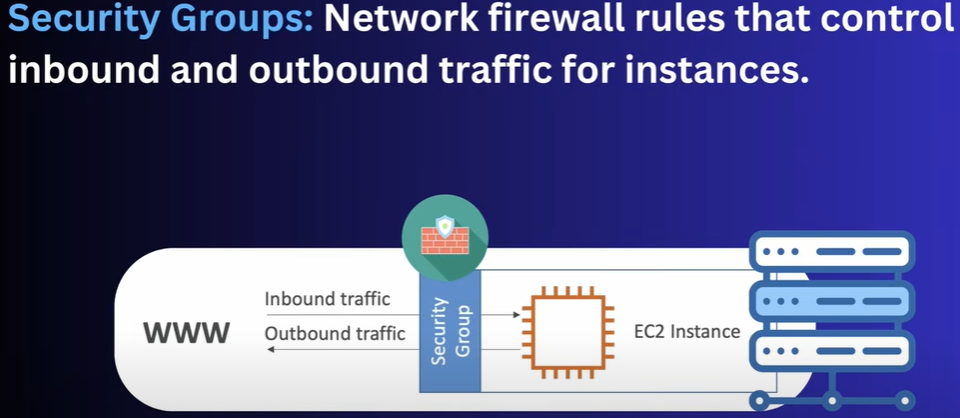 Security Groups: Network firewall rules that control
inbound and outbound traffic for instances.
Inbound traffic
WWW
Outbound traffic
Security
Group
EC2 Instance